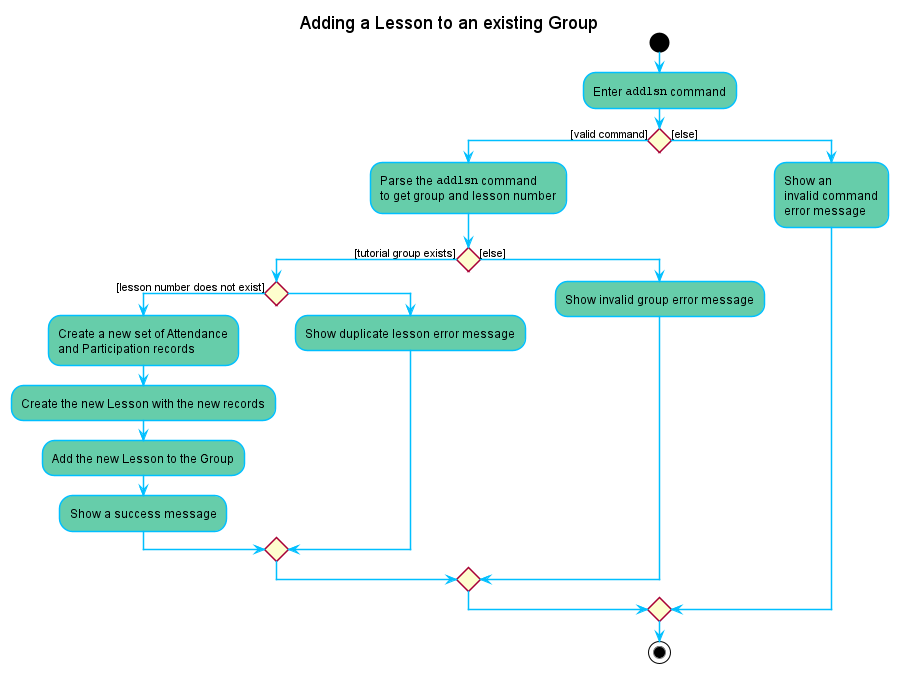 Adding a Lesson to an existing Group
Enter addlsn command
[valid command]
[else]
Parse the addlsn command
to get group and lesson number
Show an
invalid command
error message
[tutorial group exists]
[else]
[lesson number does not exist]
Show invalid group error message
Create a new set of Attendance
and Participation records
Show duplicate lesson error message
Create the new Lesson with the new records
Add the new Lesson to the Group
Show a success message